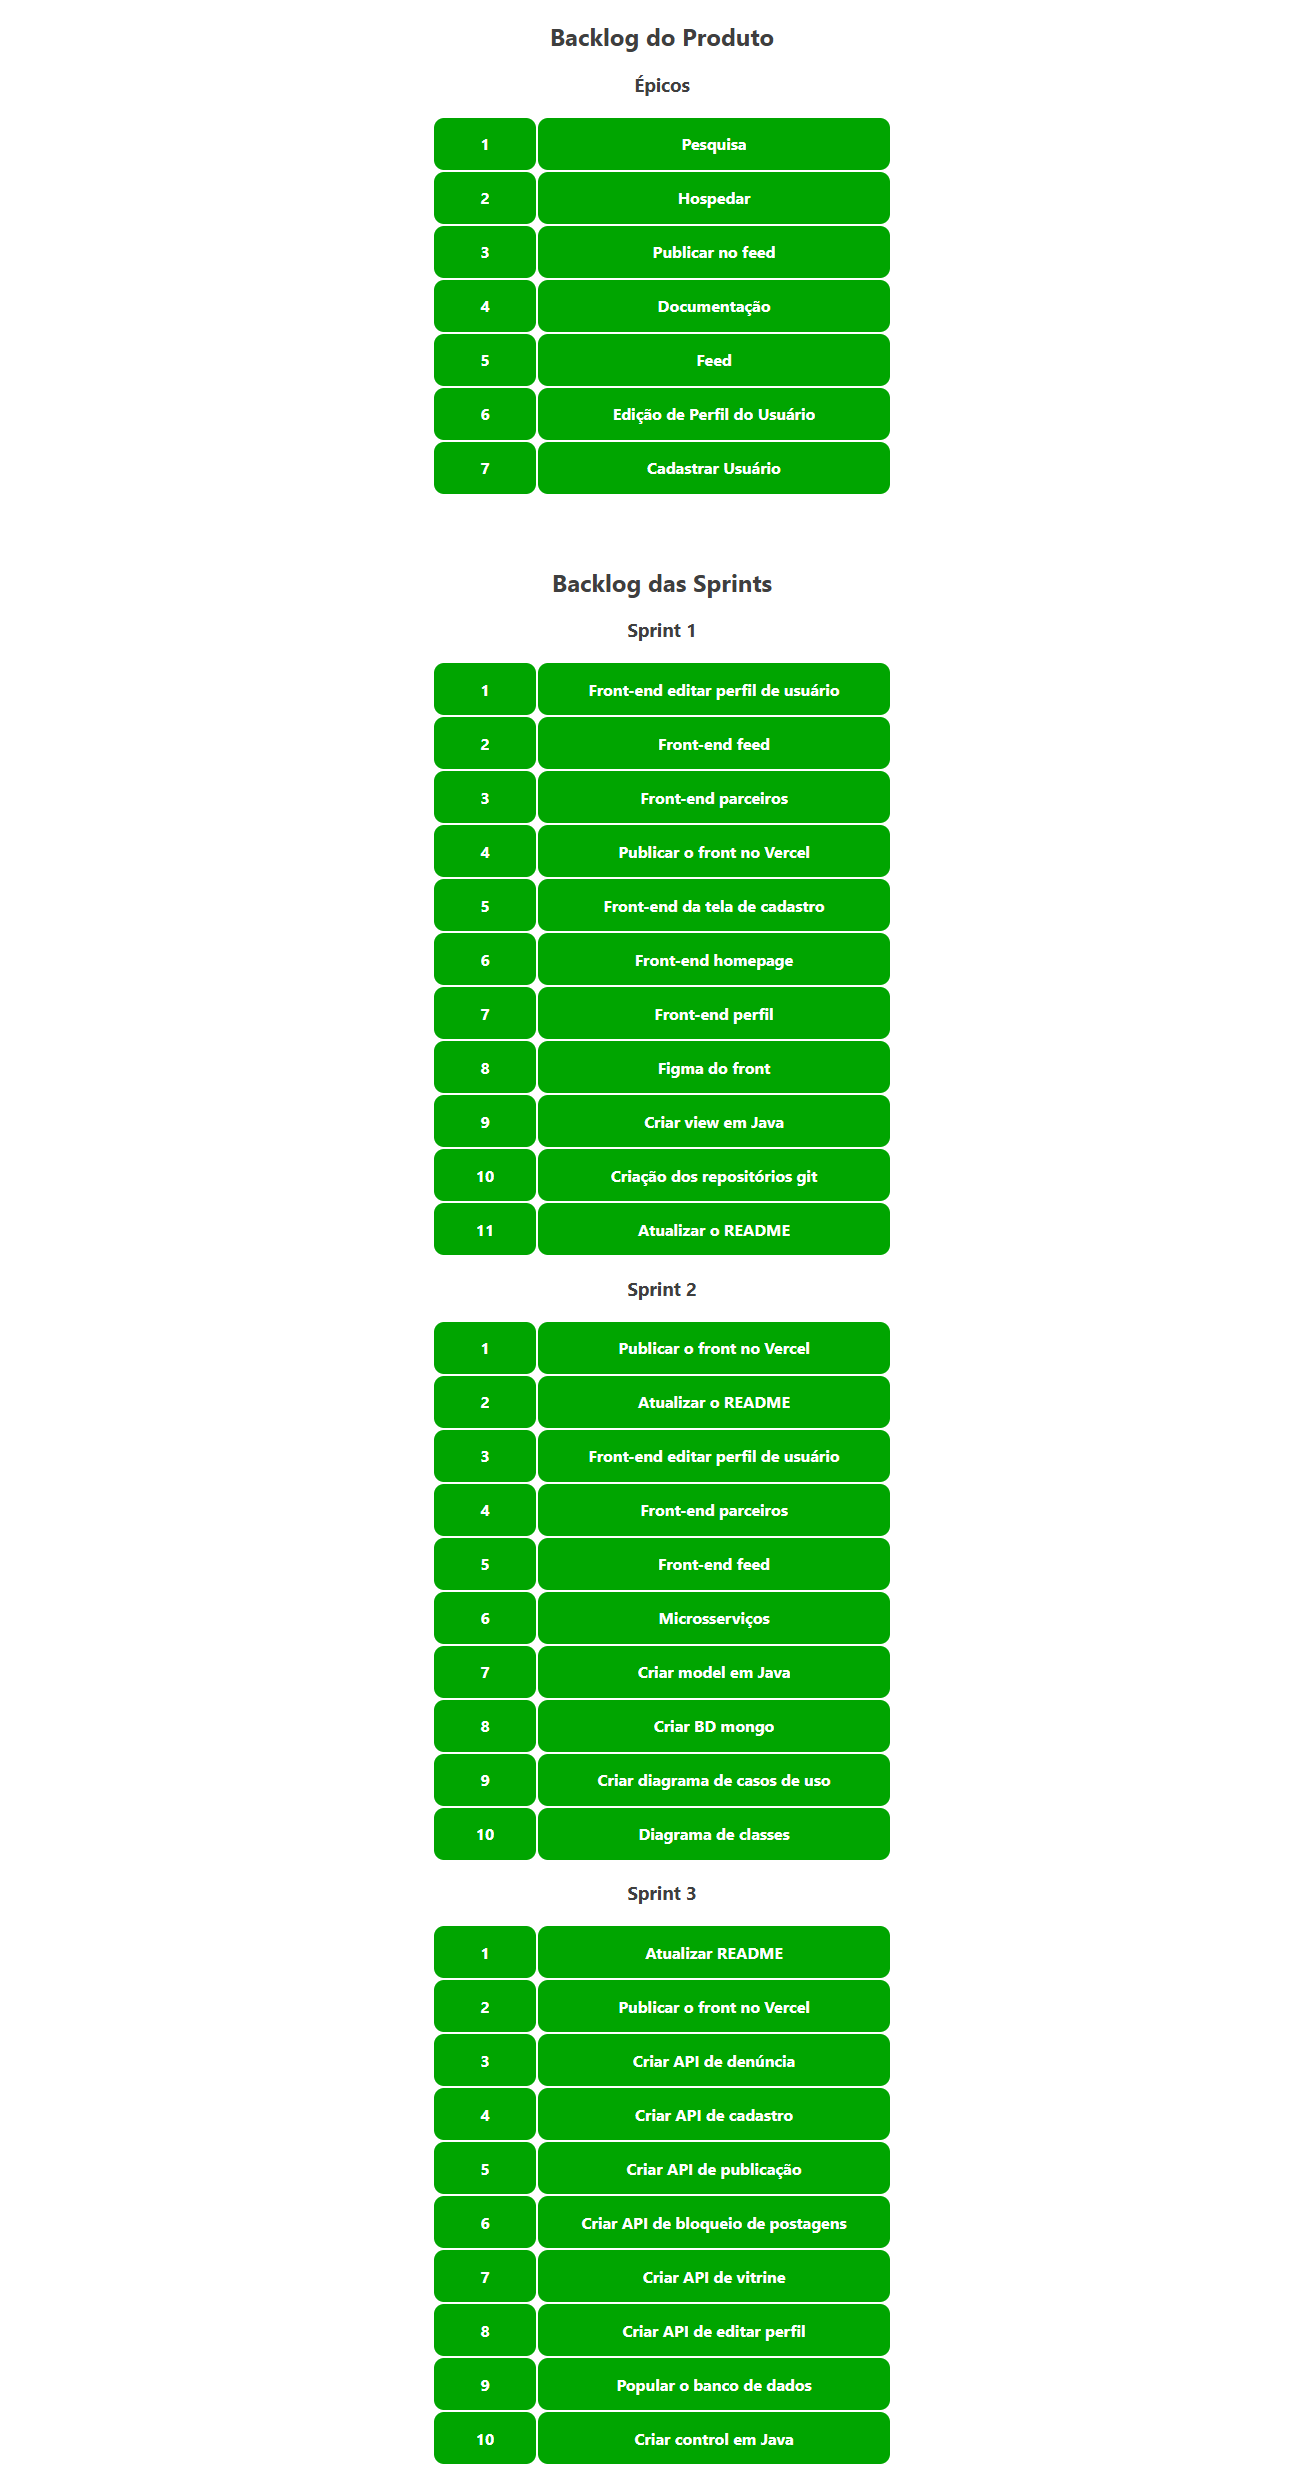 Backlog do Produto
Épicos
1 Pesquisa
2 Hospedar
3 Publicar no feed
4 Documentação
5 Feed
6 Edição de Perfil do Usuário
7 Cadastrar Usuário
Backlog das Sprints
Sprint 1
1 Front-end editar perfil de usuário
2 Front-end feed
3 Front-end parceiros
4 Publicar o front no Vercel
5 Front-end da tela de cadastro
6 Front-end homepage
7 Front-end perfil
8 Figma do front
9 Criar view em Java
10 Criação dos repositórios git
11 Atualizar o README
Sprint 2
1 Publicar o front no Vercel
2 Atualizar o README
3 Front-end editar perfil de usuário
4 Front-end parceiros
5 Front-end feed
6 Microsserviços
7 Criar model em Java
8 Criar BD mongo
9 Criar diagrama de casos de uso
10 Diagrama de classes
Sprint 3
1 Atualizar README
2 Publicar o front no Vercel
3 Criar API de denúncia
4 Criar API de cadastro
5 Criar API de publicação
6 Criar API de bloqueio de postagens
7 Criar API de vitrine
8 Criar API de editar perfil
9 Popular o banco de dados
10 Criar control em Java